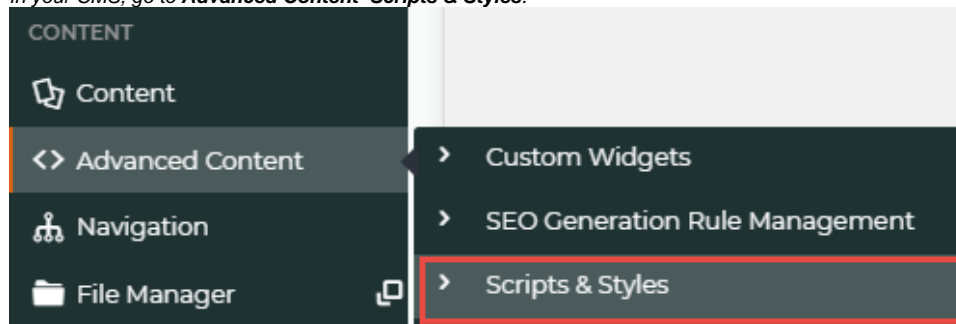 In your CMS, go to Advanced Content  Scripts & Styles.
CONTENT
Content
<> Advanced Content
Navigation
File Manager
> Custom Widgets
> SEO Generation Rule Management
> Scripts & Styles